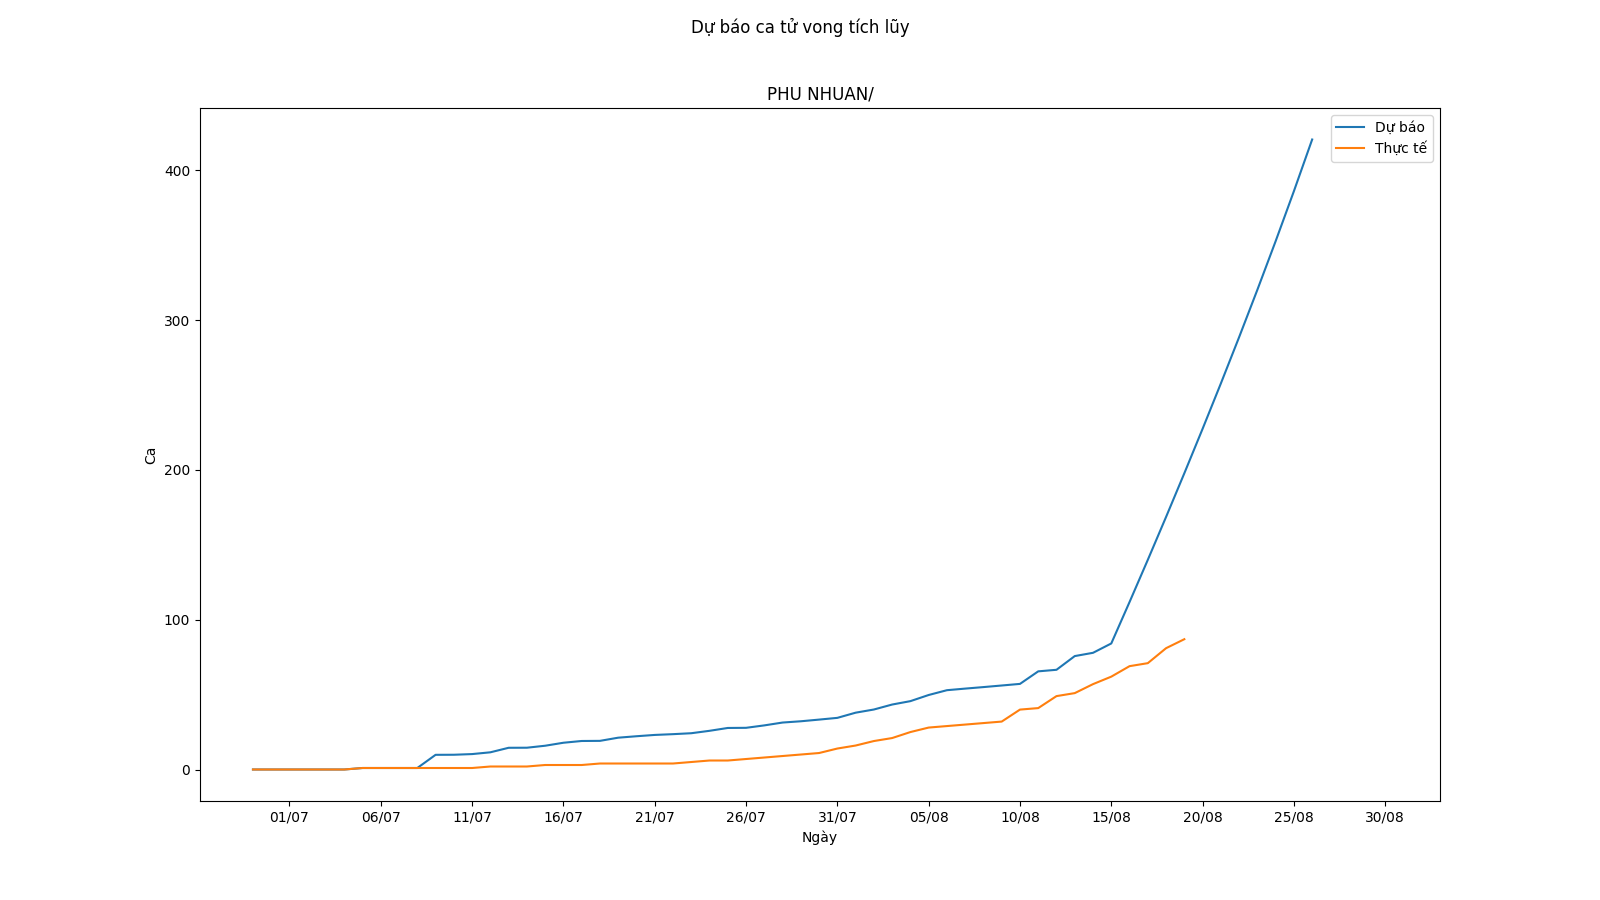 Dự báo ca tử vong tích lũy
PHU NHUAN/
Dự báo
Thực tế
400
300
200
100
0
Ca
01/07 06/07 11/07 16/07 21/07 26/07 31/07 05/08 10/08 15/08 20/08 25/08 30/08
Ngày